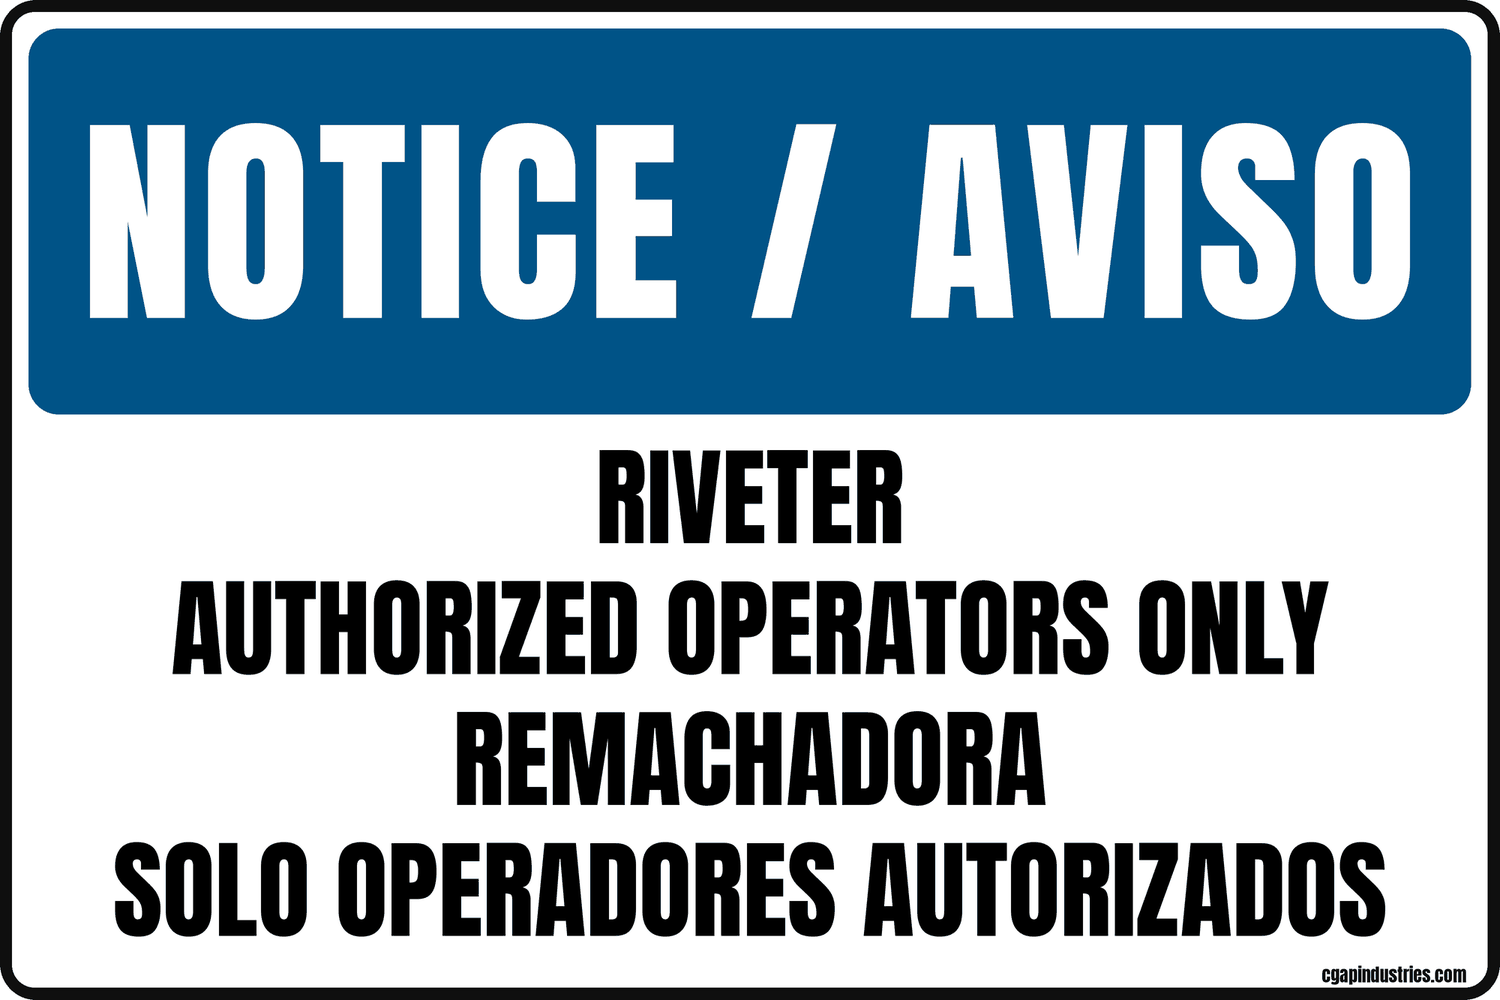 NOTICE / AVISO
RIVETER
AUTHORIZED OPERATORS ONLY
REMACHADORA
SOLO OPERADORES AUTORIZADOS
cgapindustries.com